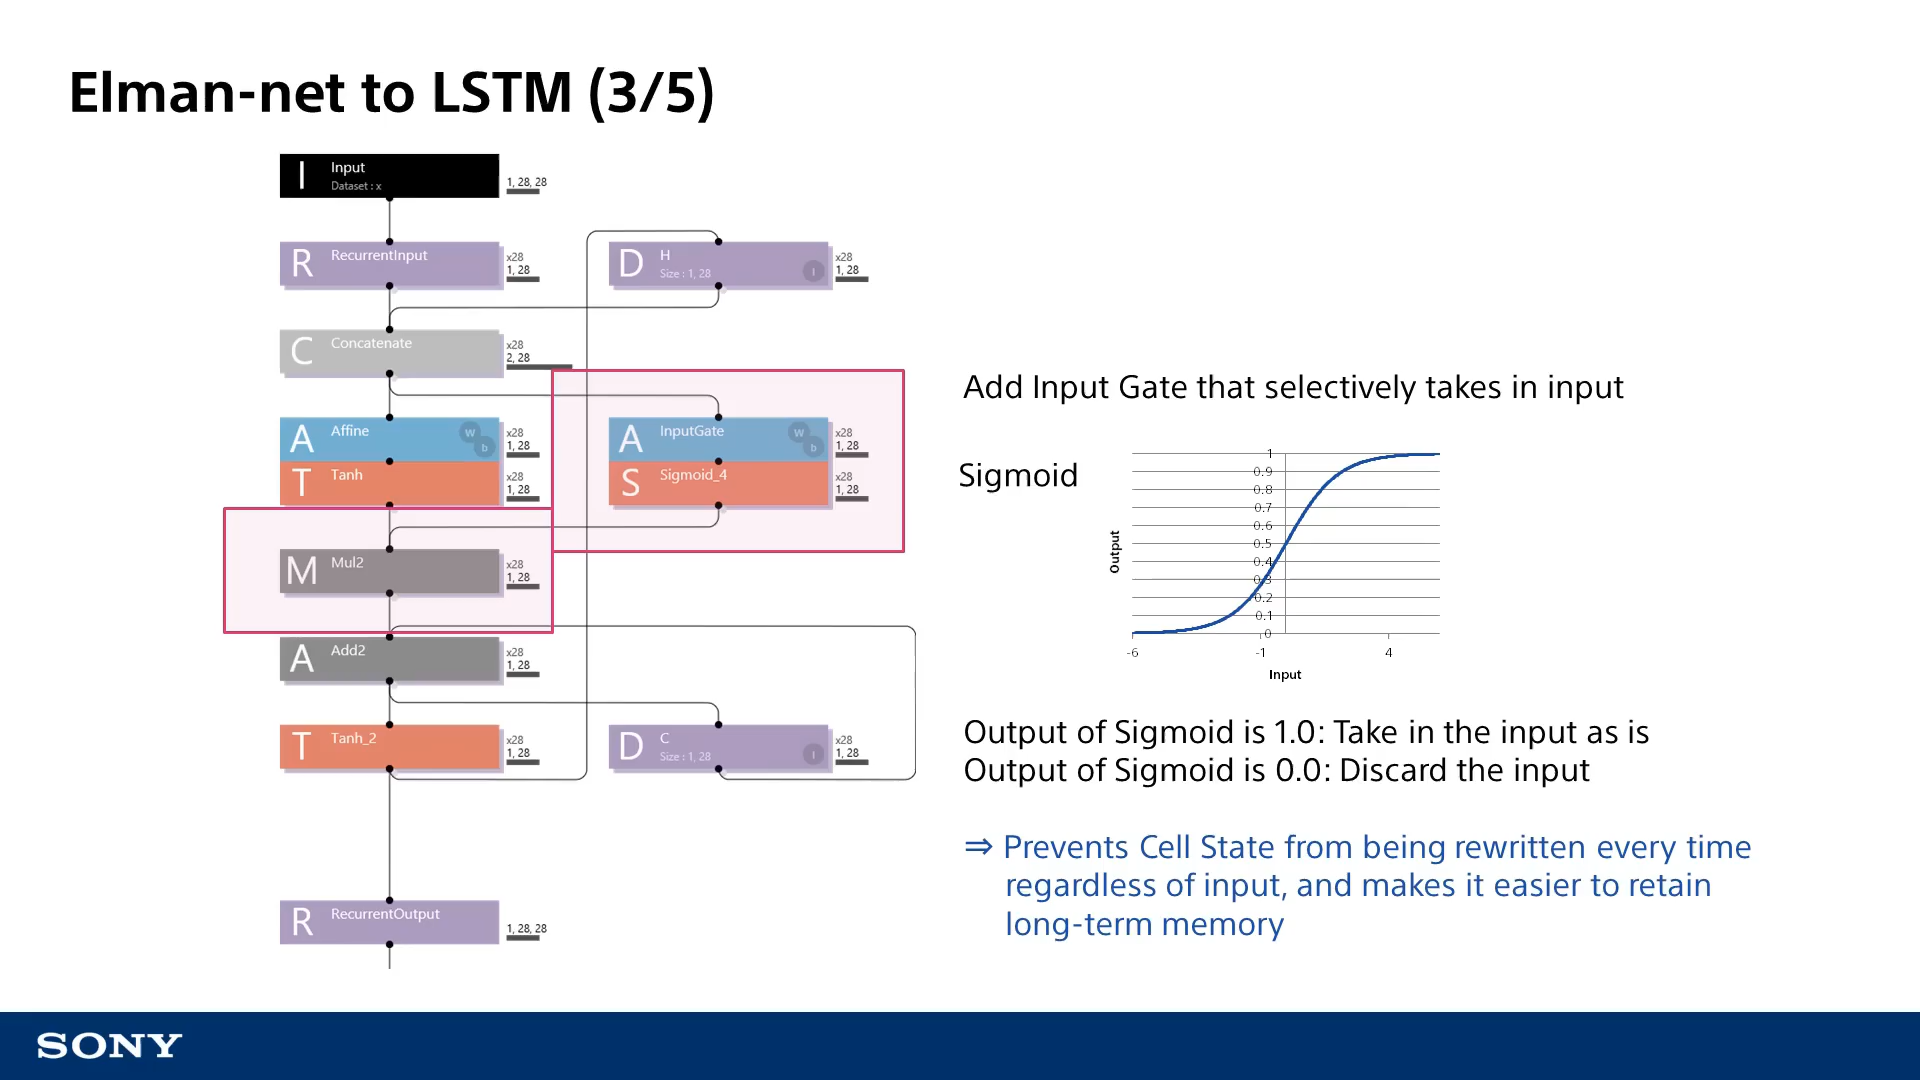 Elman-net to LSTM (3/5)
I
Input
Dataset : x
1, 28, 28
R
RecurrentInput
x28
1, 28
D
H
Size : 1, 28
I
x28
1, 28
C
Concatenate
x28
2, 28
A
Affine
W
b
x28
1, 28
T
Tanh
x28
1, 28
A
InputGate
W
b
x28
1, 28
S
Sigmoid_4
x28
1, 28
M
Mul2
x28
1, 28
A
Add2
x28
1, 28
T
Tanh_2
x28
1, 28
D
C
Size : 1, 28
I
x28
1, 28
R
RecurrentOutput
1, 28, 28
Add Input Gate that selectively takes in input
Sigmoid
Output
1
0.9
0.8
0.7
0.6
0.5
0.4
0.3
0.2
0.1
0
-6
-1
4
Input
Output of Sigmoid is 1.0: Take in the input as is
Output of Sigmoid is 0.0: Discard the input
⇒ Prevents Cell State from being rewritten every time
regardless of input, and makes it easier to retain
long-term memory
SONY